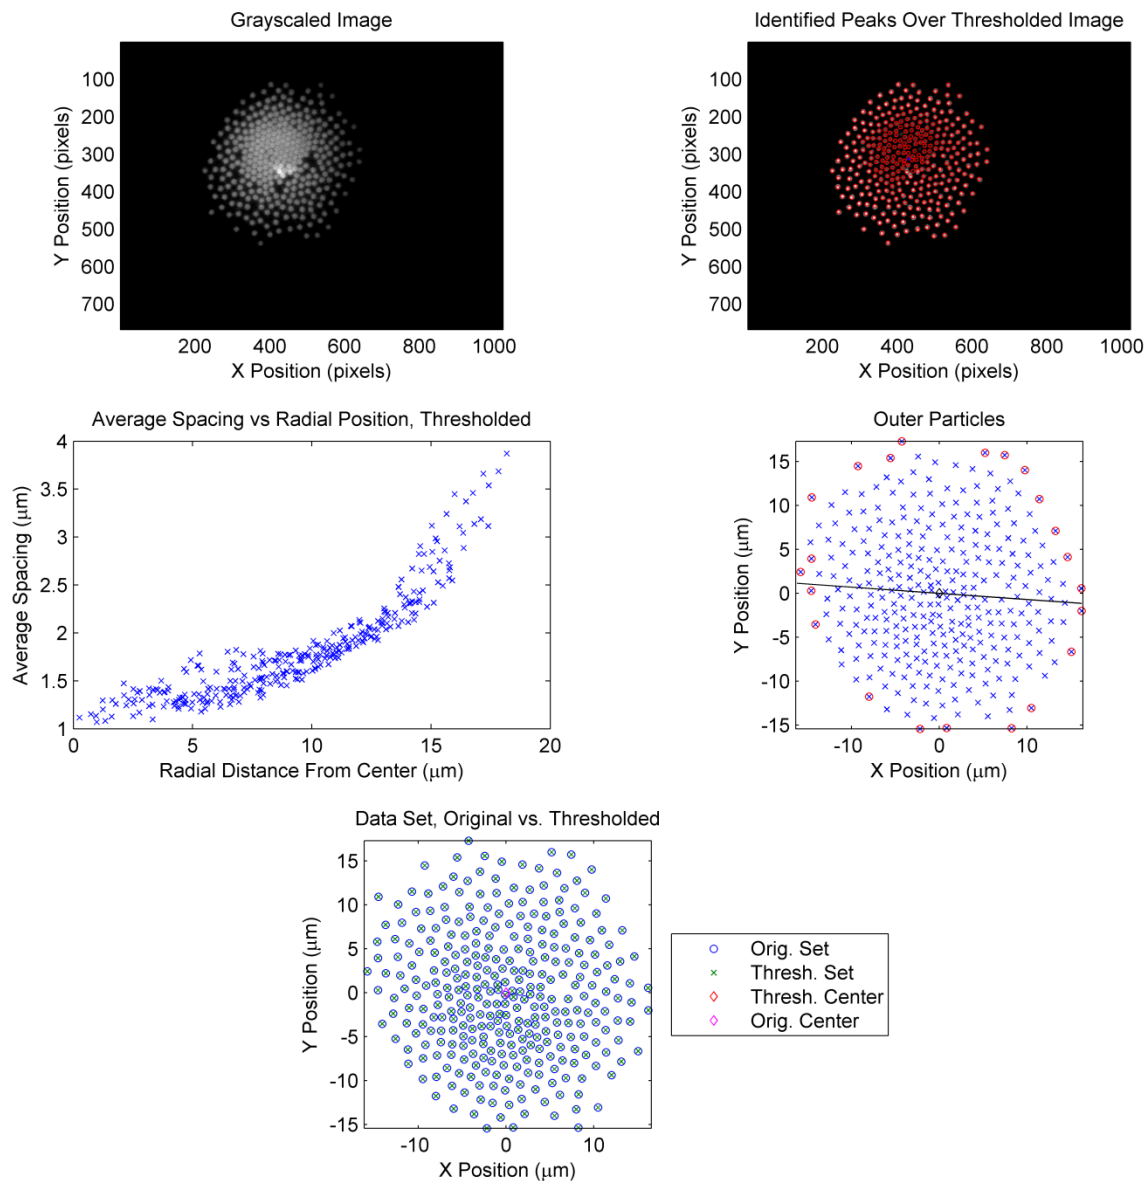 Grayscaled Image
Y Position (pixels)
100
200
300
400
500
600
700
200 400 600 800 1000
X Position (pixels)
Identified Peaks Over Thresholded Image
Y Position (pixels)
100
200
300
400
500
600
700
200 400 600 800 1000
X Position (pixels)
Average Spacing vs Radial Position, Thresholded
Average Spacing (μm)
4
3.5
3
2.5
2
1.5
1
0 5 10 15 20
Radial Distance From Center (μm)
Outer Particles
Y Position (μm)
15
10
5
0
-5
-10
-15
-10 0 10
X Position (μm)
Data Set, Original vs. Thresholded
Y Position (μm)
15
10
5
0
-5
-10
-15
-10 0 10
X Position (μm)
Orig. Set
Thresh. Set
Thresh. Center
Orig. Center